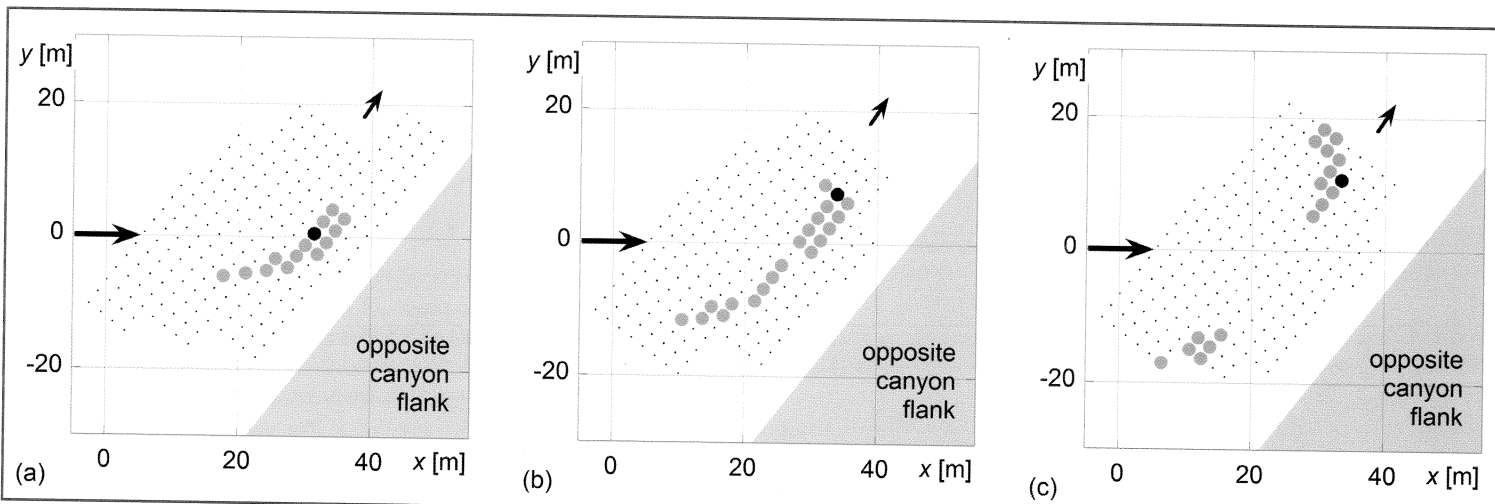 y [m]
20
0
-20
opposite
canyon
flank
(a)
0
20
40
x [m]
y [m]
20
0
-20
opposite
canyon
flank
(b)
0
20
40
x [m]
y [m]
20
0
-20
opposite
canyon
flank
(c)
0
20
40
x [m]